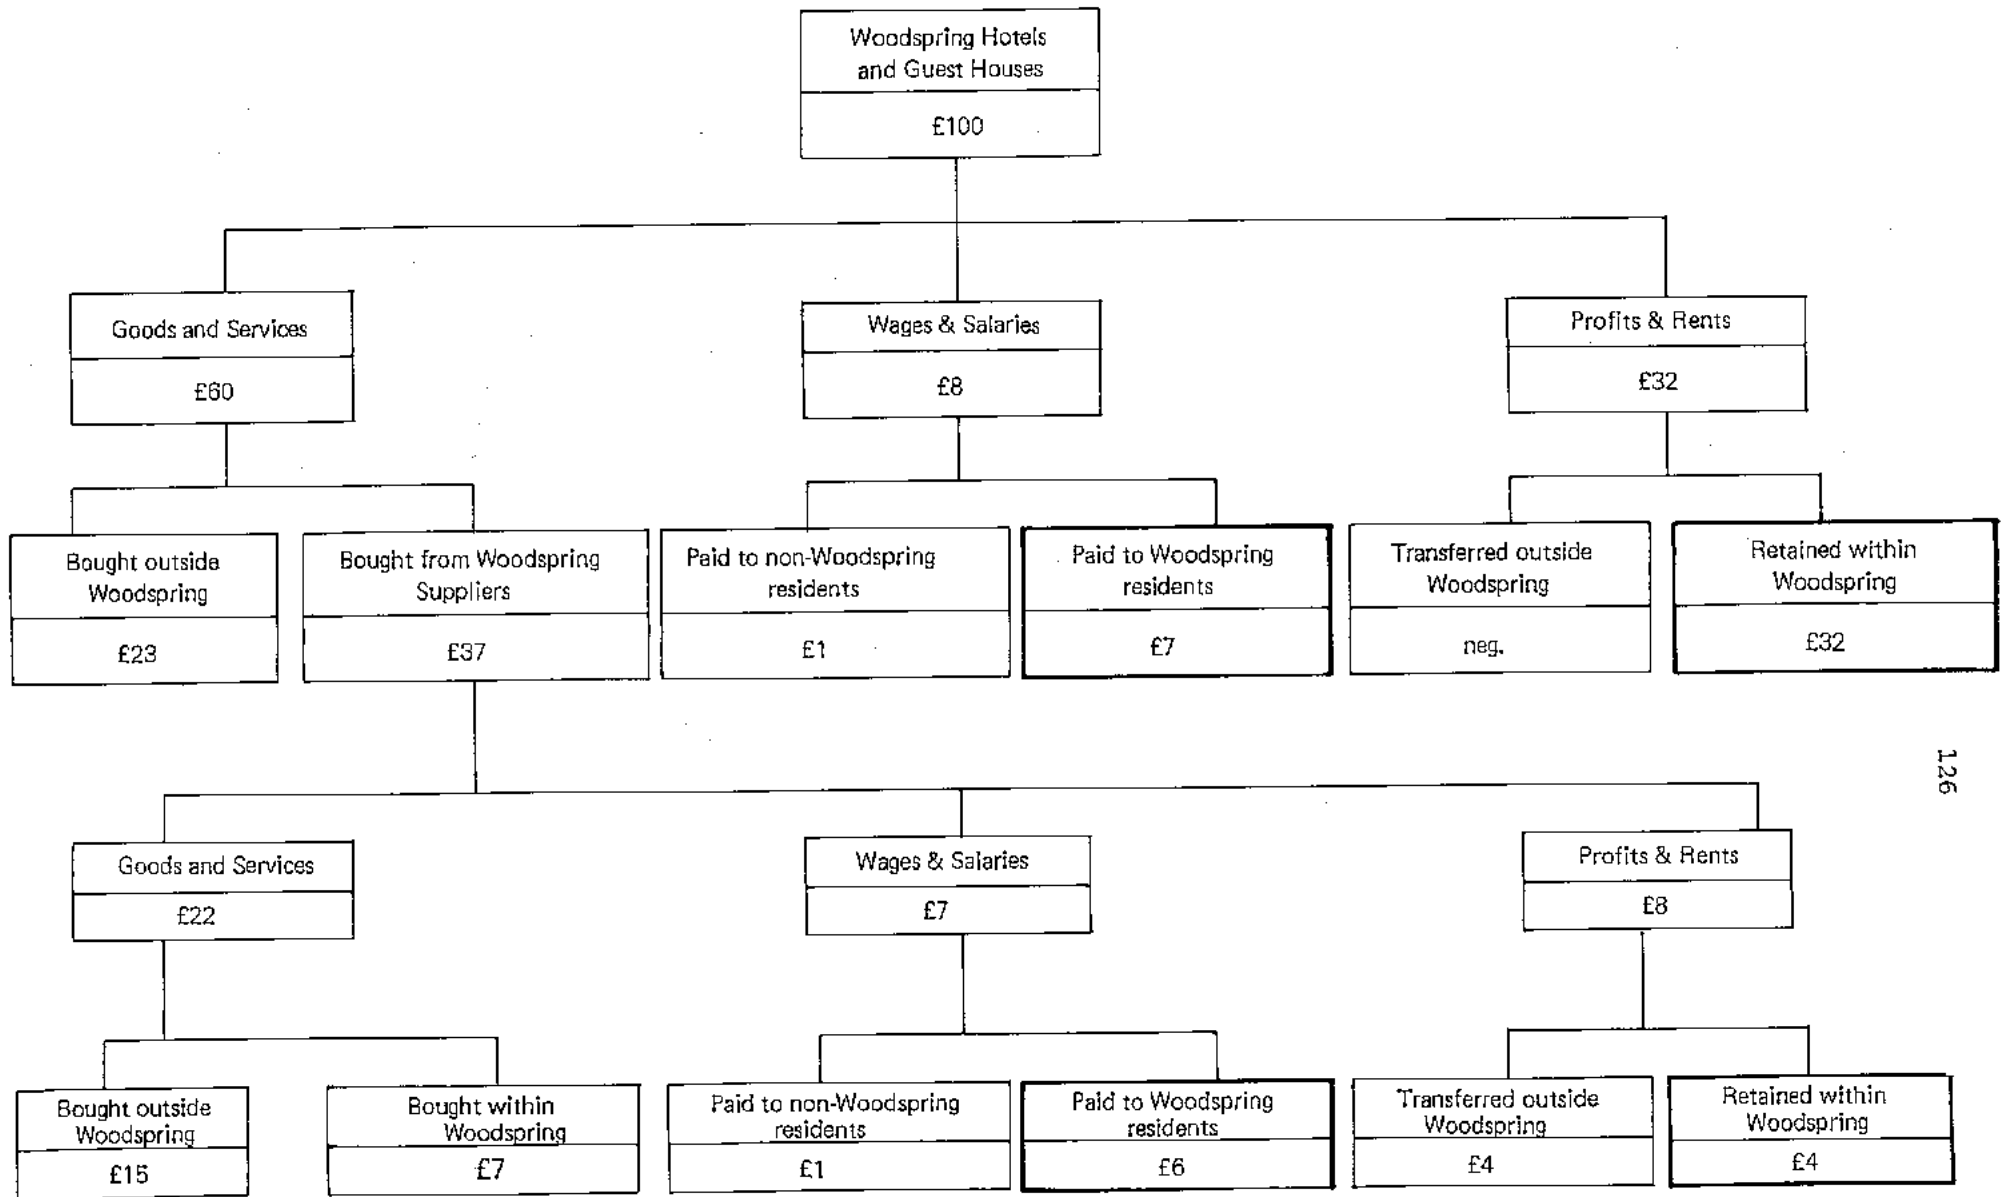 Woodspring Hotels
and Guest Houses
£100
Goods and Services
£60
Wages & Salaries
£8
Profits & Rents
£32
Bought outside
Woodspring
£23
Bought from Woodspring
Suppliers
£37
Paid to non-Woodspring
residents
£1
Paid to Woodspring
residents
£7
Transferred outside
Woodspring
neg.
Retained within
Woodspring
£32
126
Goods and Services
£22
Wages & Salaries
£7
Profits & Rents
£8
Bought outside
Woodspring
£15
Bought within
Woodspring
£7
Paid to non-Woodspring
residents
£1
Paid to Woodspring
residents
£6
Transferred outside
Woodspring
£4
Retained within
Woodspring
£4